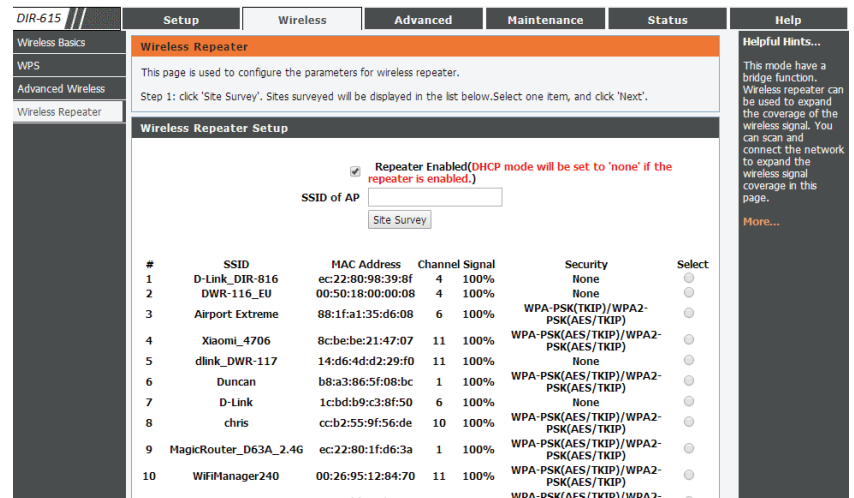 DIR-615
Setup Wireless Advanced Maintenance Status Help
Wireless Basics
WPS
Advanced Wireless
Wireless Repeater
Wireless Repeater
This page is used to configure the parameters for wireless repeater.
Step 1: click 'Site Survey'. Sites surveyed will be displayed in the list below.Select one item, and click 'Next'.
Wireless Repeater Setup
Repeater Enabled(DHCP mode will be set to 'none' if the
repeater is enabled.)
SSID of AP
Site Survey
# SSID MAC Address Channel Signal Security Select
1 D-Link_DIR-816 ec:22:80:98:39:8f 4 100% None
2 DWR-116_EU 00:50:18:00:00:08 4 100% None
3 Airport Extreme 88:1f:a1:35:d6:08 6 100% WPA-PSK(TKIP)/WPA2-
PSK(AES/TKIP)
4 Xiaomi_4706 8c:be:be:21:47:07 11 100% WPA-PSK(AES/TKIP)/WPA2-
PSK(AES/TKIP)
5 dlink_DWR-117 14:d6:4d:d2:29:f0 11 100% None
6 Duncan b8:a3:86:5f:08:bc 1 100% WPA-PSK(AES/TKIP)/WPA2-
PSK(AES/TKIP)
7 D-Link 1c:bd:b9:c3:8f:50 6 100% None
8 chris cc:b2:55:9f:56:de 10 100% WPA-PSK(AES/TKIP)/WPA2-
PSK(AES/TKIP)
9 MagicRouter_D63A_2.4G ec:22:80:1f:d6:3a 1 100% WPA-PSK(AES/TKIP)/WPA2-
PSK(AES/TKIP)
10 WiFiManager240 00:26:95:12:84:70 11 100% WPA-PSK(AES/TKIP)/WPA2-
PSK(AES/TKIP)
WPA-PSK(AES/TKIP)/WPA2-
Helpful Hints...
This mode have a
bridge function.
Wireless repeater can
be used to expand
the coverage of the
wireless signal. You
can scan and
connect the network
to expand the
wireless signal
coverage in this
page.
More...